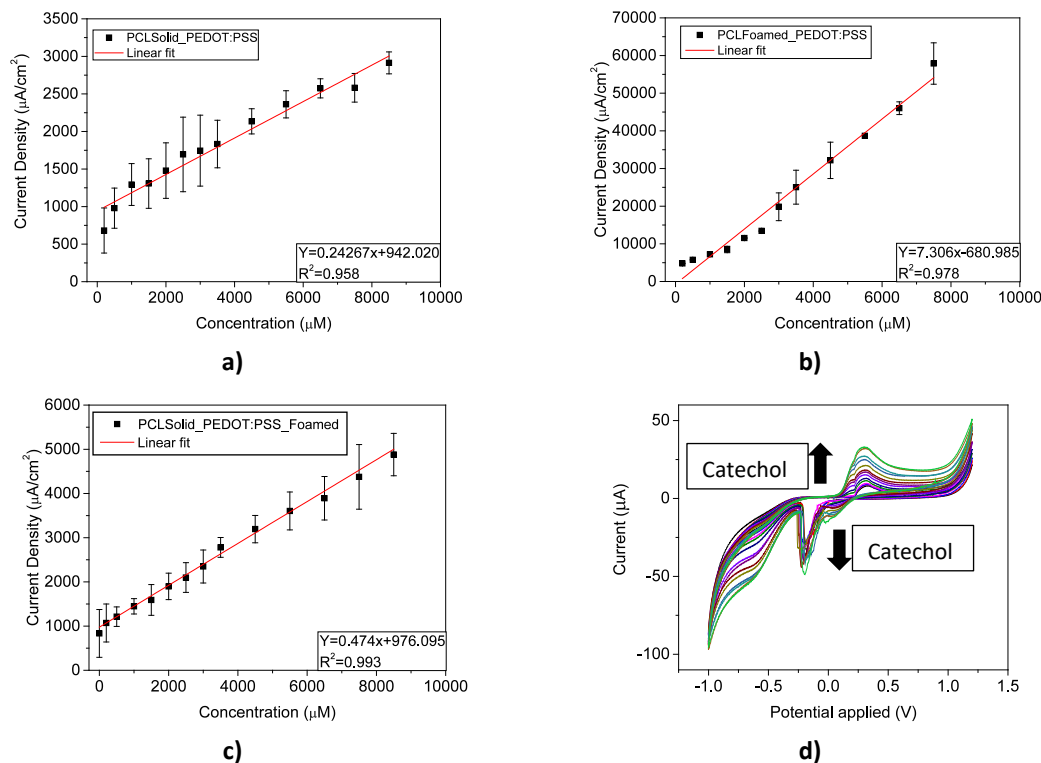 3500
3000
2500
2000
1500
1000
500
0
Current Density (μA/cm²)
PCLSolid_PEDOT:PSS
Linear fit
Y=0.24267x+942.020
R²=0.958
0 2000 4000 6000 8000 10000
Concentration (μM)
a)
70000
60000
50000
40000
30000
20000
10000
0
Current Density (μA/cm²)
PCLFoamed_PEDOT:PSS
Linear fit
Y=7.306x−680.985
R²=0.978
0 2000 4000 6000 8000 10000
Concentration (μM)
b)
6000
5000
4000
3000
2000
1000
0
Current Density (μA/cm²)
PCLSolid_PEDOT:PSS_Foamed
Linear fit
Y=0.474x+976.095
R²=0.993
0 2000 4000 6000 8000 10000
Concentration (μM)
c)
50
0
-50
-100
Current (μA)
Catechol
Catechol
-1.0 -0.5 0.0 0.5 1.0 1.5
Potential applied (V)
d)